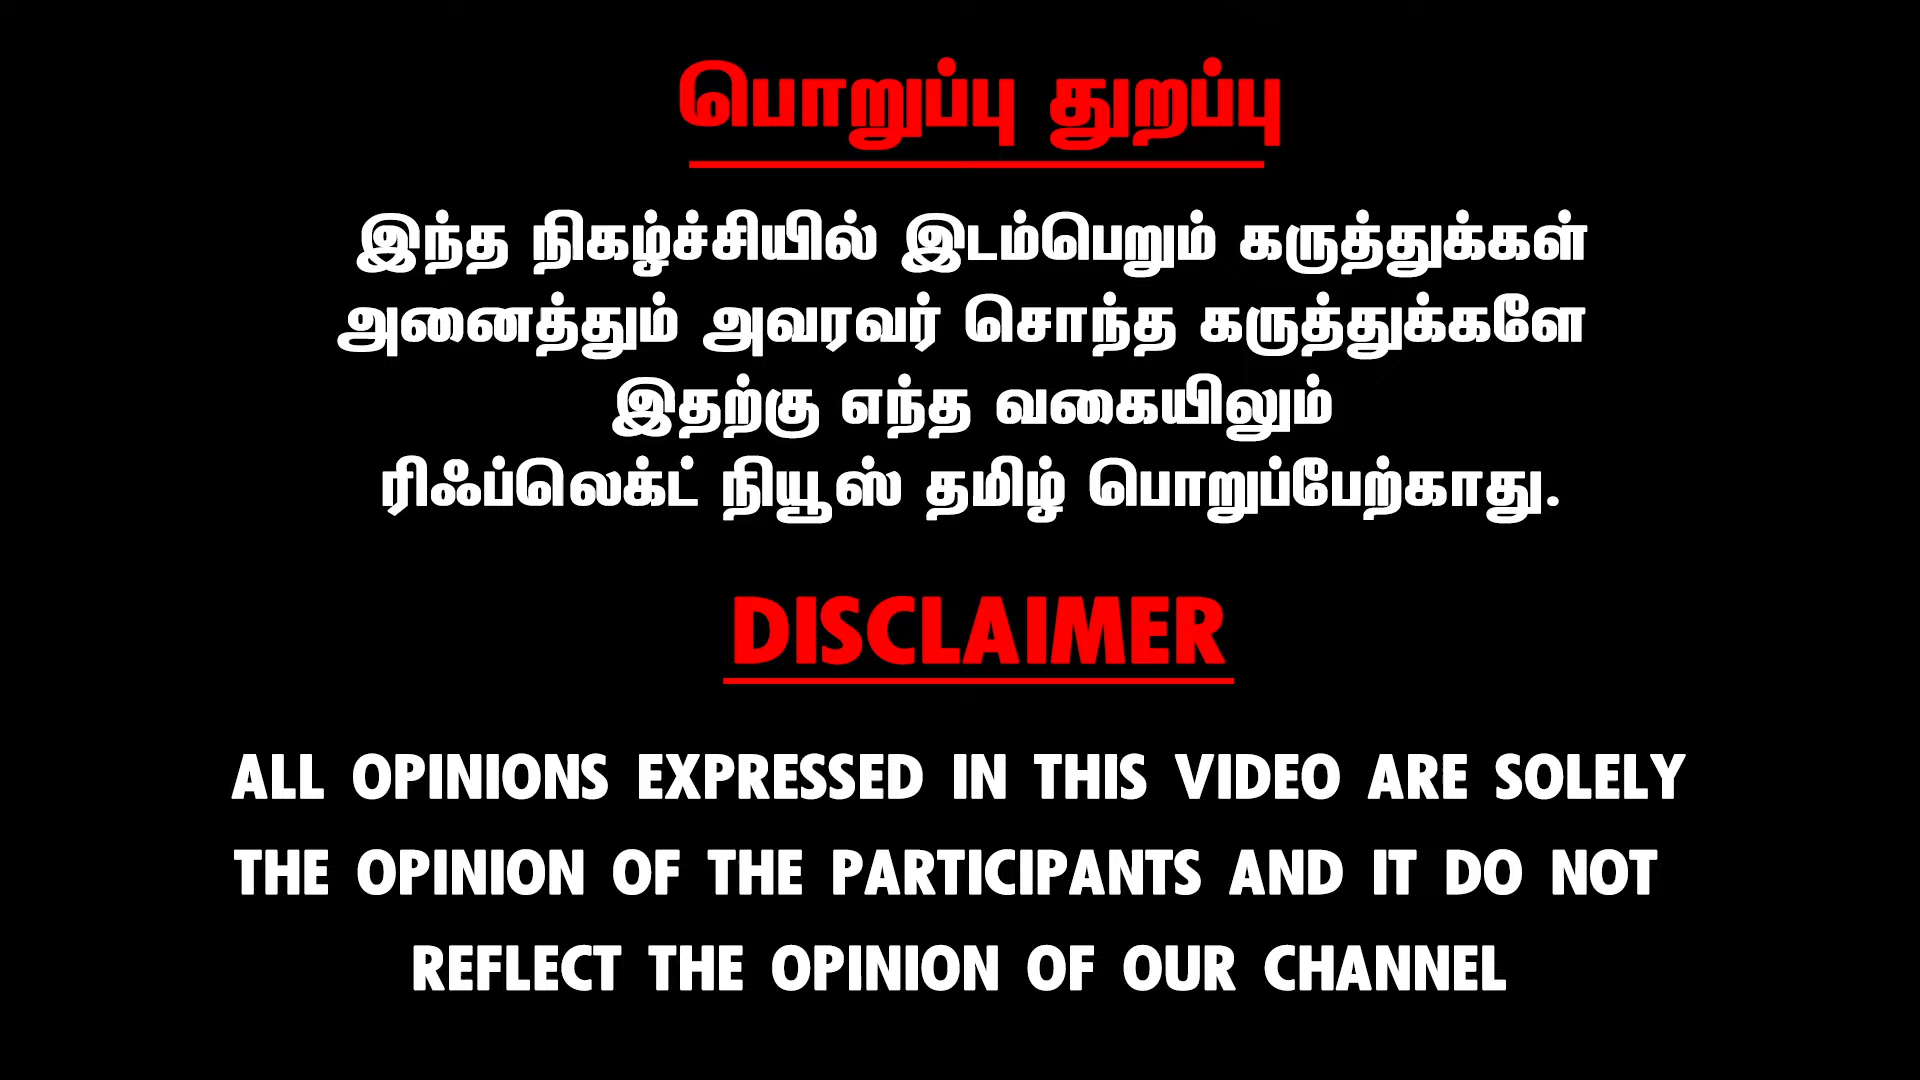 பொறுப்பு துறப்பு
இந்த நிகழ்ச்சியில் இடம்பெறும் கருத்துக்கள்
அனைத்தும் அவரவர் சொந்த கருத்துக்களே
இதற்கு எந்த வகையிலும்
ரிஃப்லெக்ட் நியூஸ் தமிழ் பொறுப்பேற்காது.
DISCLAIMER
ALL OPINIONS EXPRESSED IN THIS VIDEO ARE SOLELY
THE OPINION OF THE PARTICIPANTS AND IT DO NOT
REFLECT THE OPINION OF OUR CHANNEL